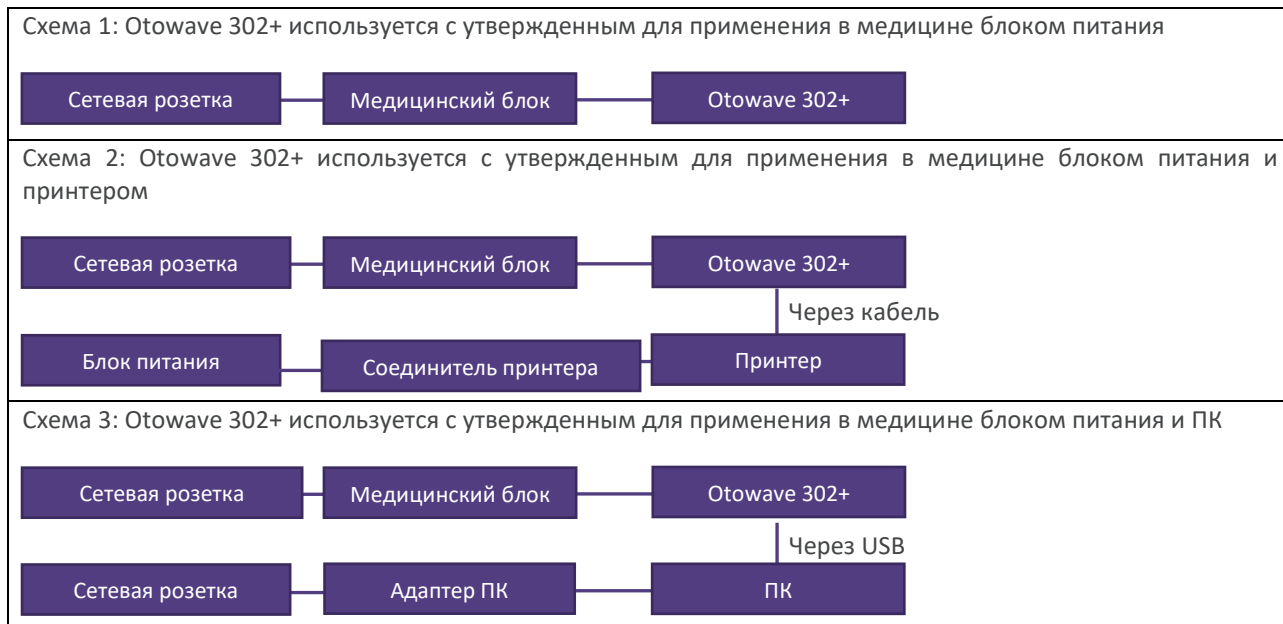 Схема 1: Otowave 302+ используется с утвержденным для применения в медицине блоком питания
Сетевая розетка
Медицинский блок
Otowave 302+
Схема 2: Otowave 302+ используется с утвержденным для применения в медицине блоком питания и
принтером
Сетевая розетка
Медицинский блок
Otowave 302+
Через кабель
Блок питания
Соединитель принтера
Принтер
Схема 3: Otowave 302+ используется с утвержденным для применения в медицине блоком питания и ПК
Сетевая розетка
Медицинский блок
Otowave 302+
Через USB
Сетевая розетка
Адаптер ПК
ПК